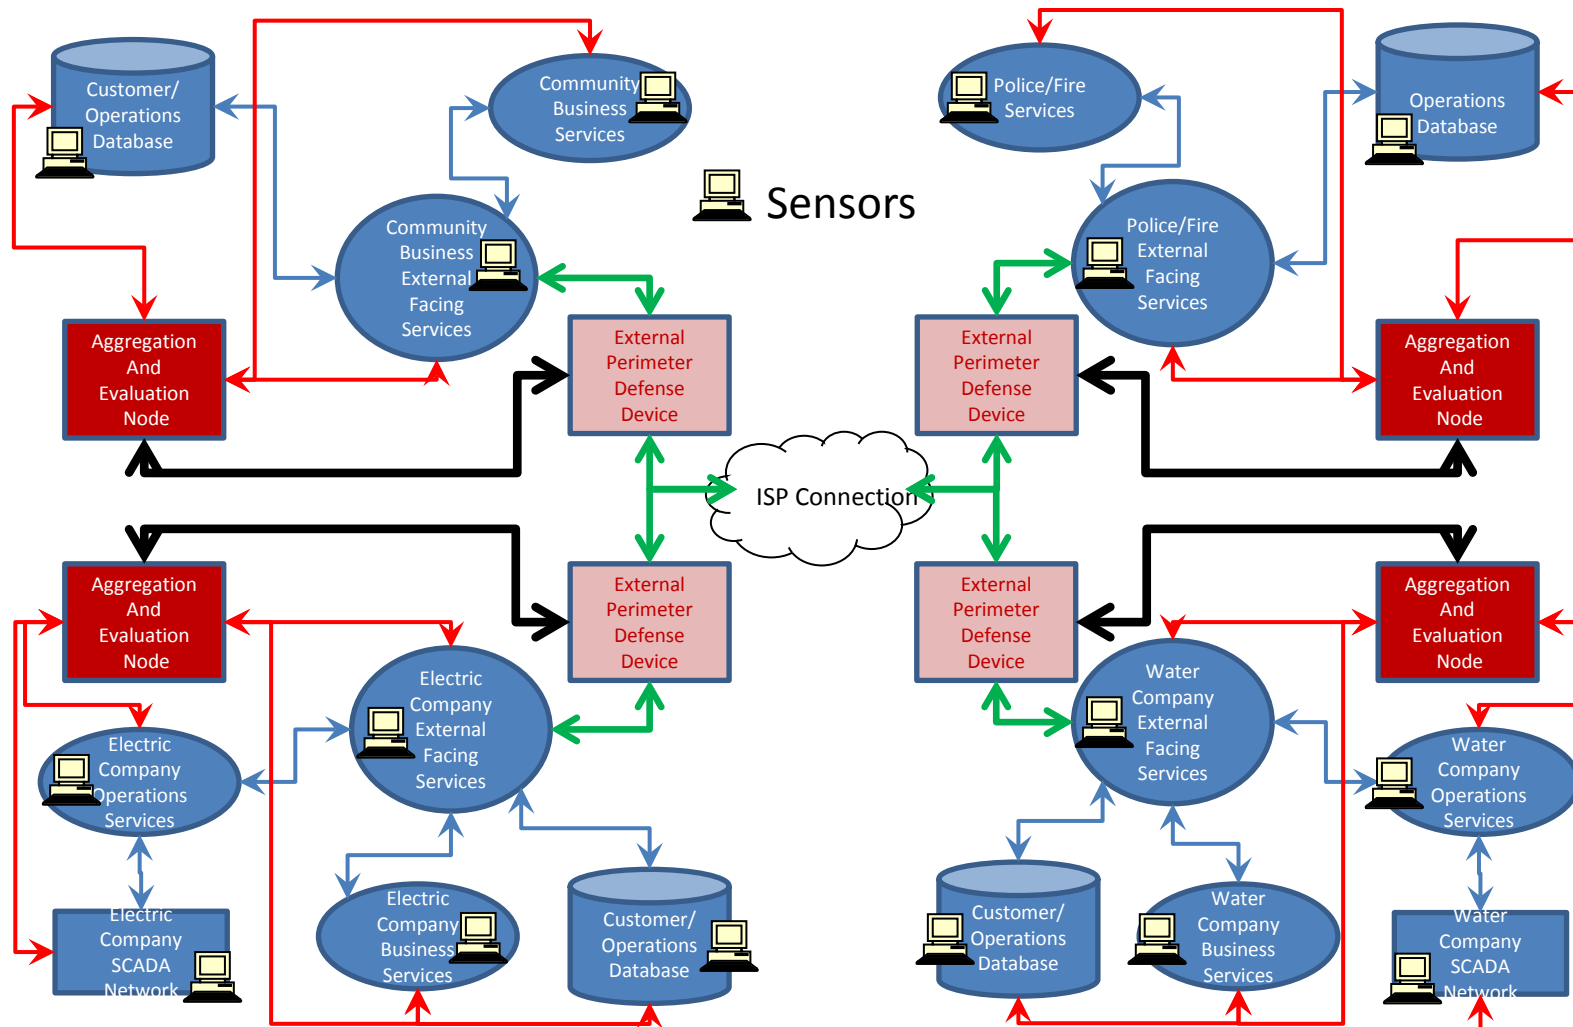 Customer/
Operations
Database
Community
Business
Services
Police/Fire
Services
Operations
Database
Sensors
Community
Business
External
Facing
Services
Police/Fire
External
Facing
Services
Aggregation
And
Evaluation
Node
External
Perimeter
Defense
Device
External
Perimeter
Defense
Device
Aggregation
And
Evaluation
Node
ISP Connection
Aggregation
And
Evaluation
Node
External
Perimeter
Defense
Device
External
Perimeter
Defense
Device
Aggregation
And
Evaluation
Node
Electric
Company
External
Facing
Services
Water
Company
External
Facing
Services
Electric
Company
Operations
Services
Water
Company
Operations
Services
Electric
Company
SCADA
Network
Electric
Company
Business
Services
Customer/
Operations
Database
Customer/
Operations
Database
Water
Company
Business
Services
Water
Company
SCADA
Network